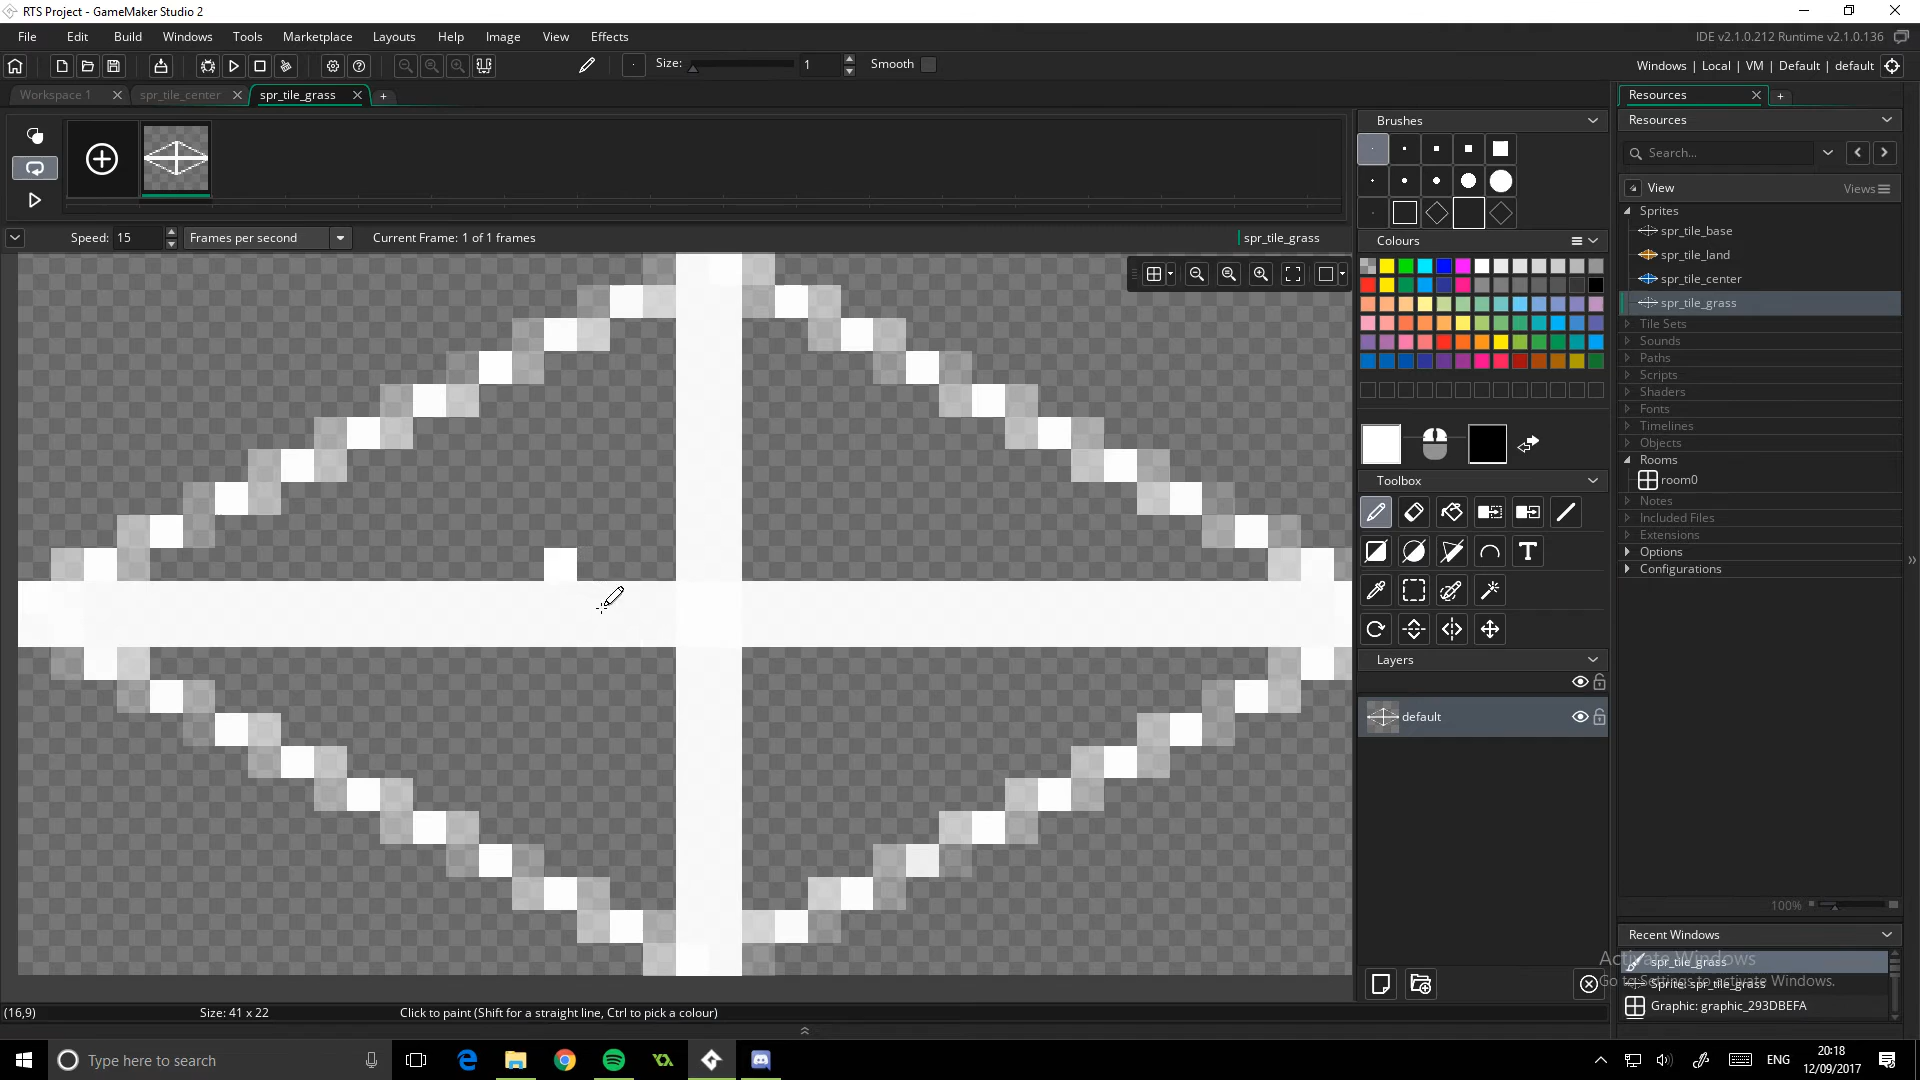 RTS Project - GameMaker Studio 2
File Edit Build Windows Tools Marketplace Layouts Help Image View Effects
IDE v2.1.0.212 Runtime v2.1.0.136
Size: 1 Smooth
Windows | Local | VM | Default | default
Workspace 1 spr_tile_center spr_tile_grass
Resources
Brushes
Resources
Search...
View Views
Sprites
spr_tile_base
spr_tile_land
spr_tile_center
spr_tile_grass
Tile Sets
Sounds
Paths
Scripts
Shaders
Fonts
Timelines
Objects
Rooms
room0
Notes
Included Files
Extensions
Options
Configurations
Speed: 15 Frames per second Current Frame: 1 of 1 frames spr_tile_grass
Colours
Toolbox
T
Layers
default
100%
Recent Windows
spr_tile_grass
Sprite: spr_tile_grass
Graphic: graphic_293DBEFA
Activate Windows
Go to Settings to activate Windows.
(16,9) Size: 41 x 22 Click to paint (Shift for a straight line, Ctrl to pick a colour)
Type here to search
ENG
20:18
12/09/2017